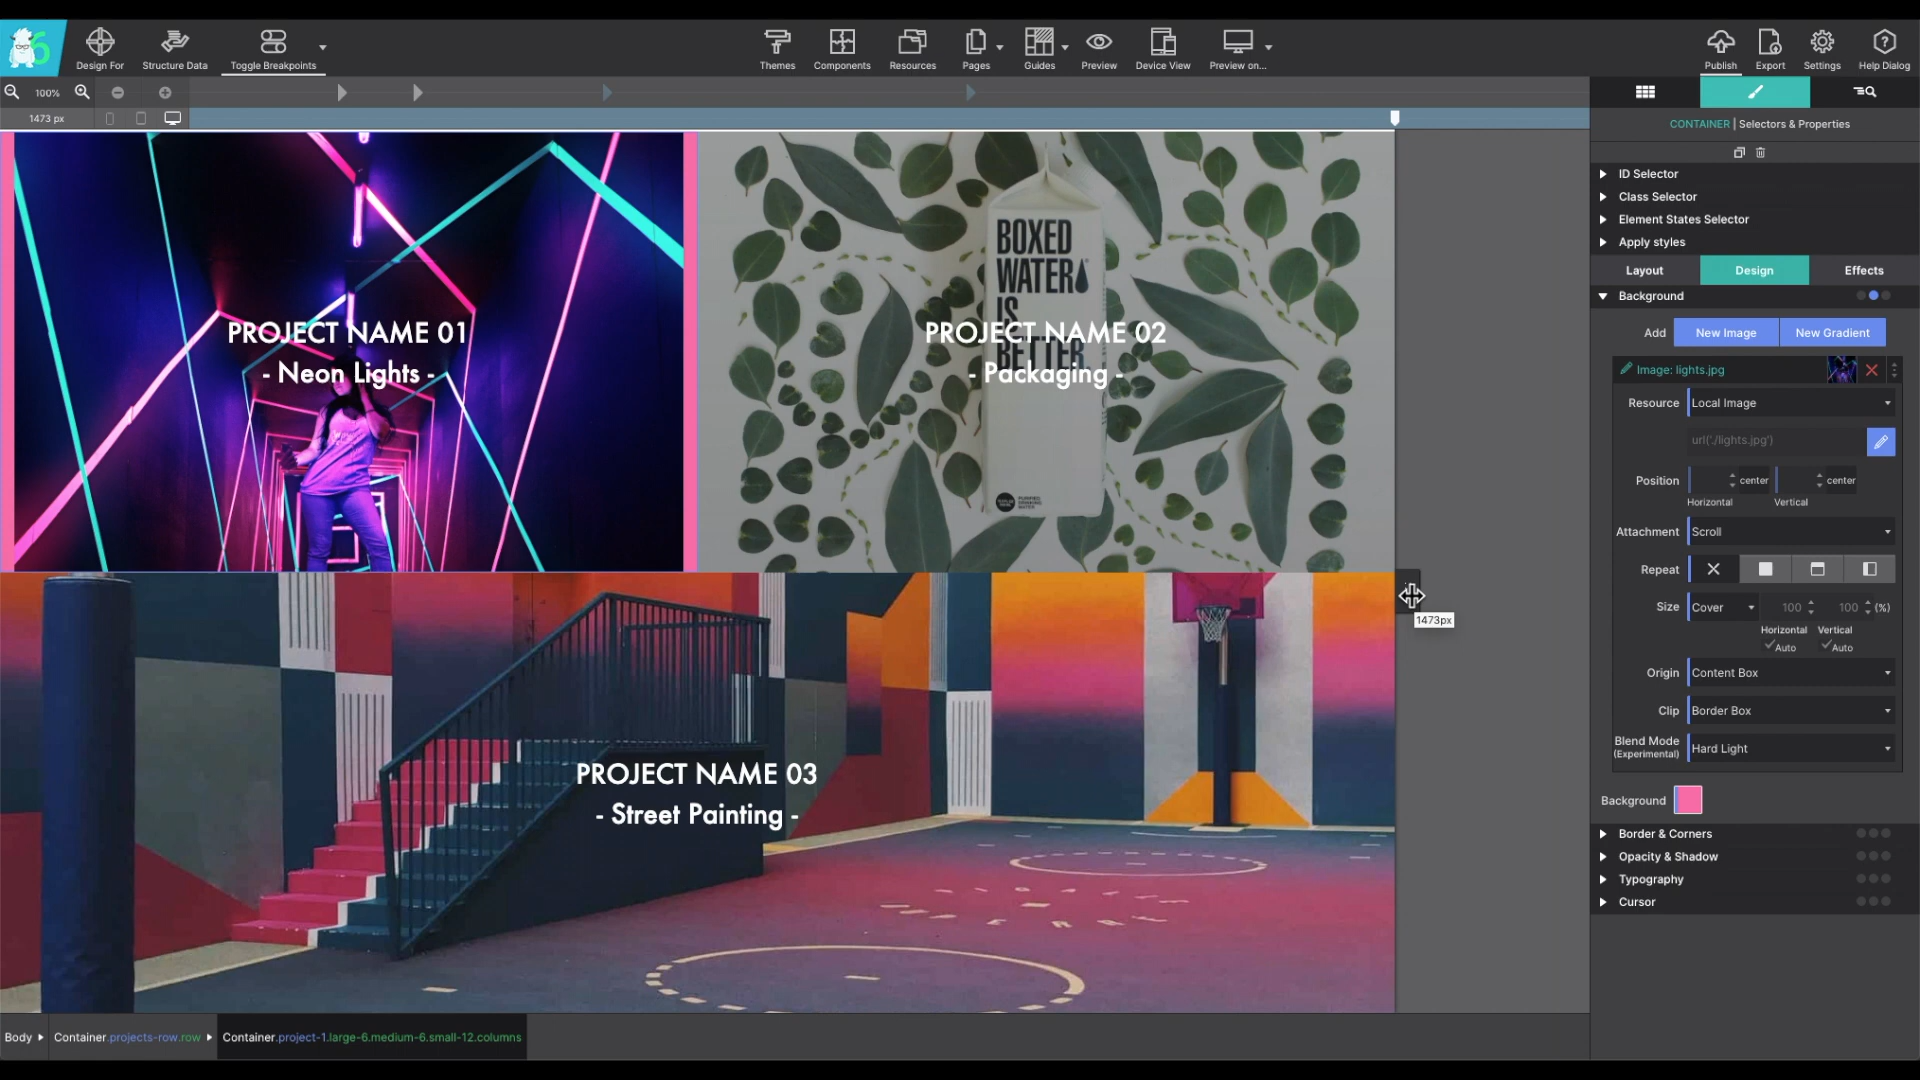 6
Design For
Structure Data
Toggle Breakpoints
Themes
Components
Resources
Pages
Guides
Preview
Device View
Preview on...
Publish
Export
Settings
Help Dialog
100%
1473 px
CONTAINER | Selectors & Properties
ID Selector
Class Selector
Element States Selector
Apply styles
Layout
Design
Effects
Background
Add
New Image
New Gradient
Image: lights.jpg
Resource
Local Image
url('./lights.jpg')
Position
center
center
Horizontal
Vertical
Attachment
Scroll
Repeat
Size
Cover
100
100
(%)
Horizontal
Vertical
Auto
Auto
Origin
Content Box
Clip
Border Box
Blend Mode
(Experimental)
Hard Light
Background
Border & Corners
Opacity & Shadow
Typography
Cursor
PROJECT NAME 01
- Neon Lights -
BOXED
WATER
IS
BETTER
PROJECT NAME 02
- Packaging -
1473px
PROJECT NAME 03
- Street Painting -
Body
Container.projects-row.row
Container.project-1.large-6.medium-6.small-12.columns